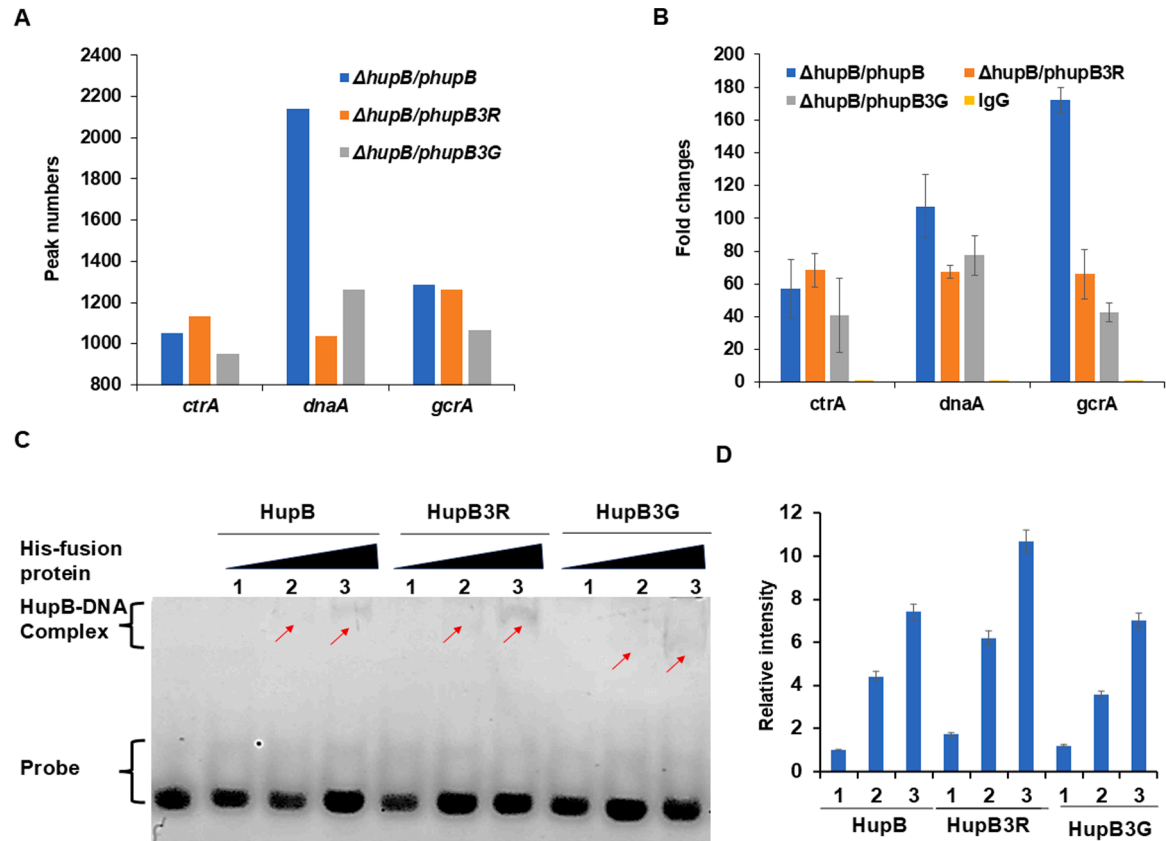 A
2400
2200
2000
1800
1600
1400
1200
1000
800
Peak numbers
ΔhupB/phupB
ΔhupB/phupB3R
ΔhupB/phupB3G
ctrA dnaA gcrA
B
200
180
160
140
120
100
80
60
40
20
0
Fold changes
ΔhupB/phupB ΔhupB/phupB3R
ΔhupB/phupB3G IgG
ctrA dnaA gcrA
C
HupB HupB3R HupB3G
His-fusion
protein
1 2 3 1 2 3 1 2 3
HupB-DNA
Complex
Probe
D
12
10
8
6
4
2
0
Relative intensity
1 2 3 1 2 3 1 2 3
HupB HupB3R HupB3G